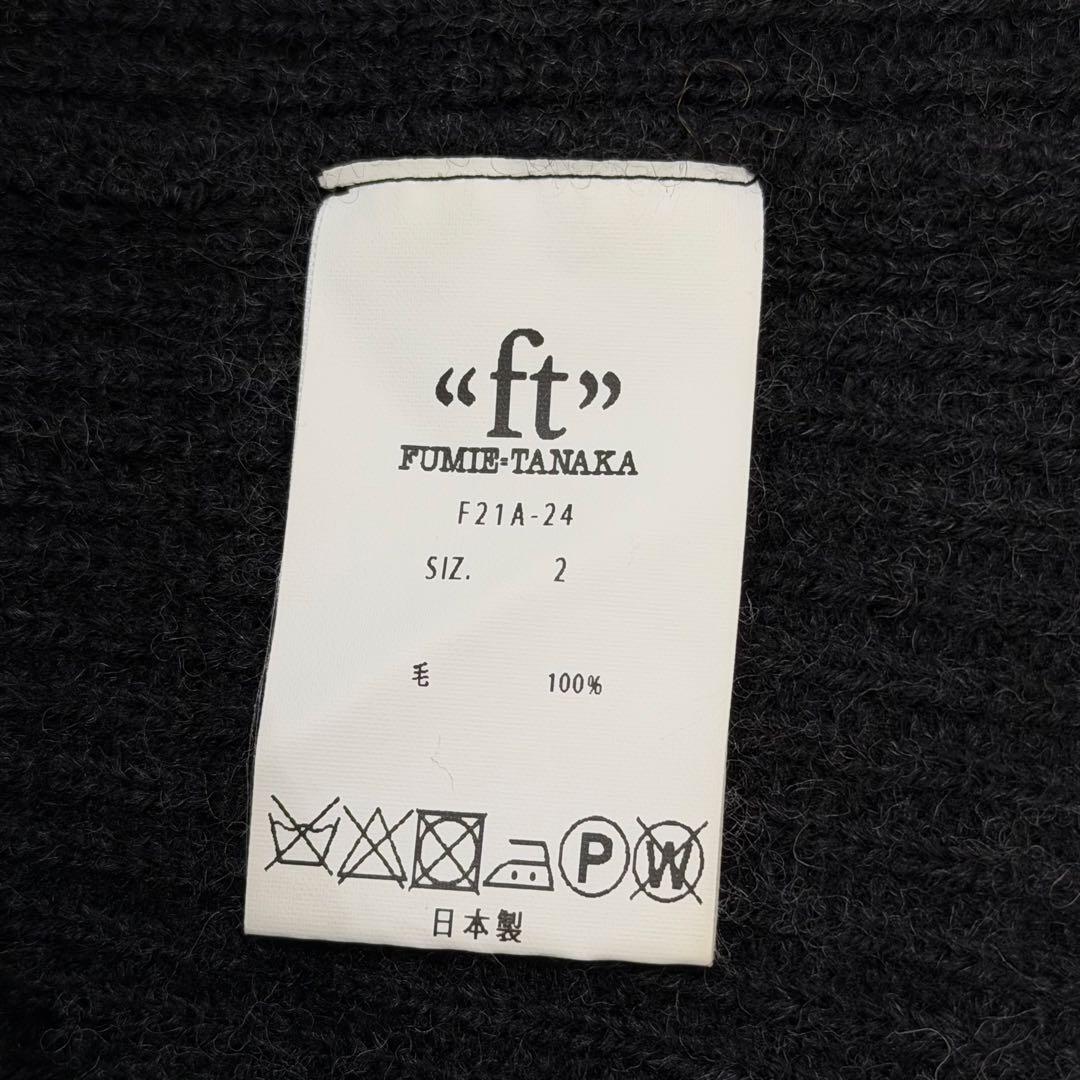 “ft”
FUMIE=TANAKA
F21A-24
SIZ. 2
毛 100%
P W
日本製